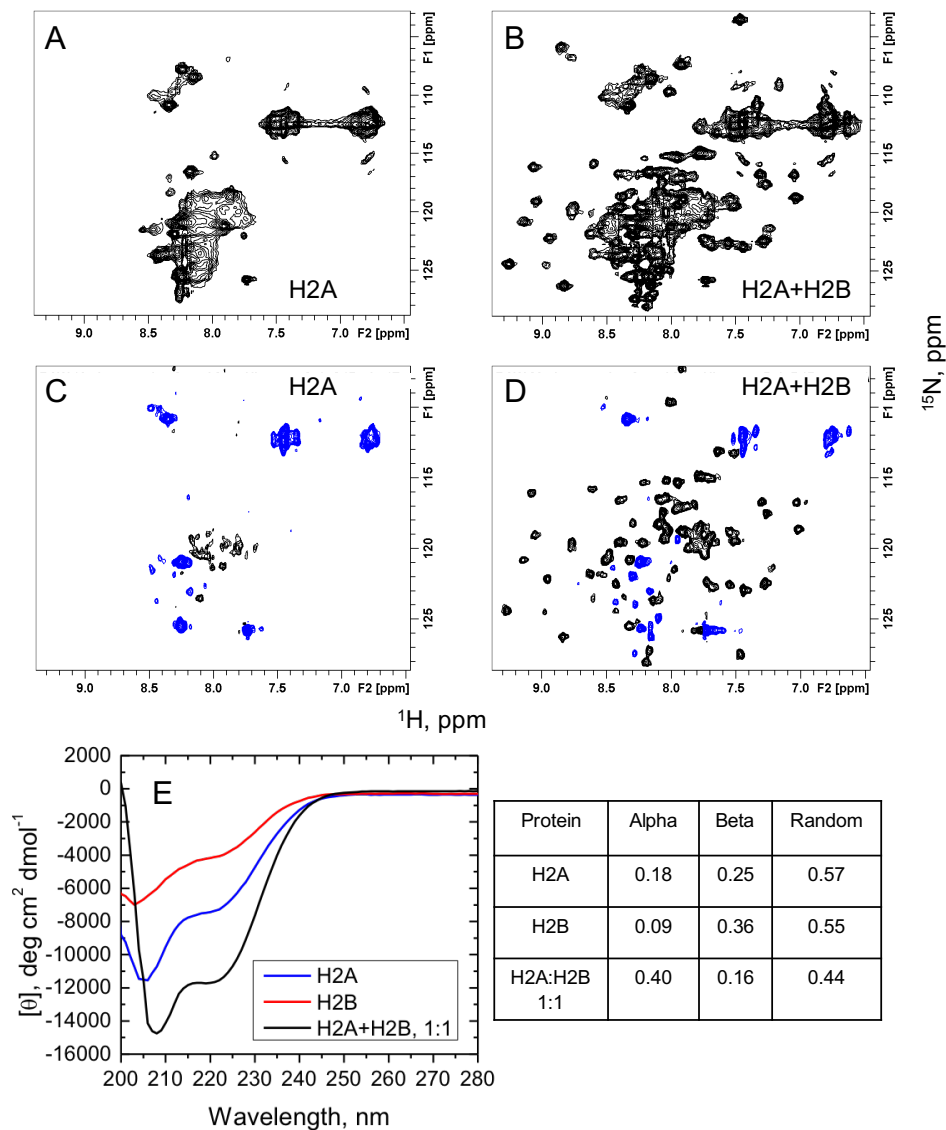 A
B
F1 [ppm]
F1 [ppm]
110
110
115
115
120
120
125
125
H2A
H2A+H2B
9.0 8.5 8.0 7.5 7.0 F2 [ppm]
9.0 8.5 8.0 7.5 7.0 F2 [ppm]
15N, ppm
C
H2A
D
H2A+H2B
F1 [ppm]
F1 [ppm]
115
115
120
120
125
125
9.0 8.5 8.0 7.5 7.0 F2 [ppm]
9.0 8.5 8.0 7.5 7.0 F2 [ppm]
1H, ppm
E
2000
0
-2000
-4000
-6000
-8000
-10000
-12000
-14000
-16000
[θ], deg cm2 dmol-1
H2A
H2B
H2A+H2B, 1:1
200 210 220 230 240 250 260 270 280
Wavelength, nm
Protein Alpha Beta Random
H2A 0.18 0.25 0.57
H2B 0.09 0.36 0.55
H2A:H2B
1:1 0.40 0.16 0.44